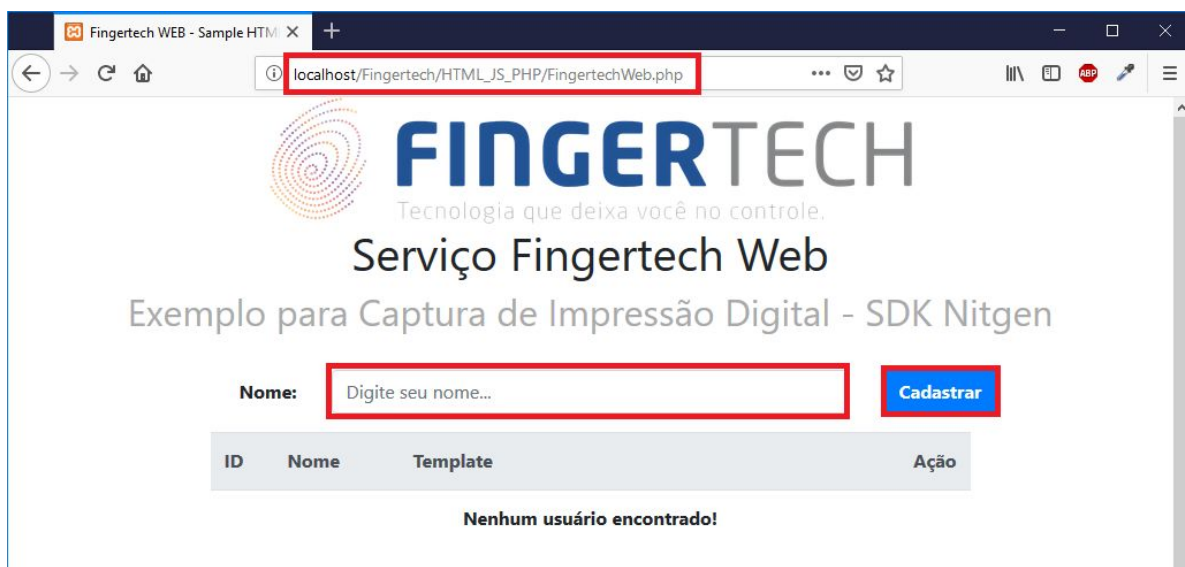 Fingertech WEB - Sample HTM
localhost/Fingertech/HTML_JS_PHP/FingertechWeb.php
ABP
FINGERTECH
Tecnologia que deixa você no controle.
Serviço Fingertech Web
Exemplo para Captura de Impressão Digital - SDK Nitgen
Nome: Digite seu nome... Cadastrar
ID Nome Template Ação
Nenhum usuário encontrado!